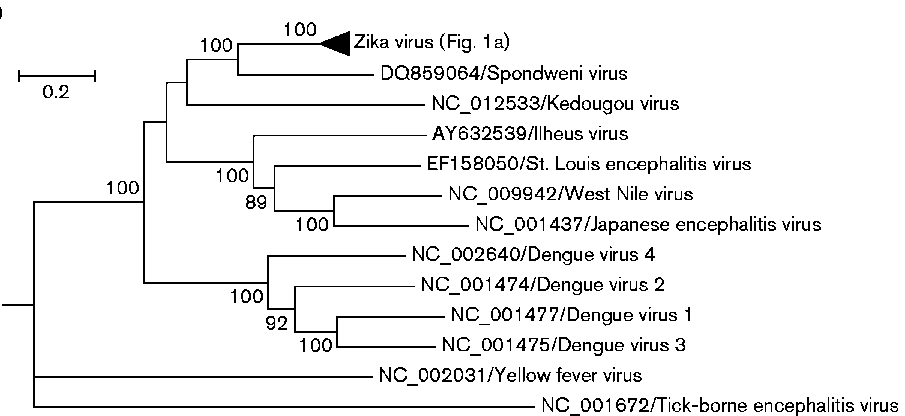 100
100
Zika virus (Fig. 1a)
DQ859064/Spondweni virus
0.2
NC_012533/Kedougou virus
AY632539/Ilheus virus
EF158050/St. Louis encephalitis virus
100
100
NC_009942/West Nile virus
89
100
NC_001437/Japanese encephalitis virus
NC_002640/Dengue virus 4
NC_001474/Dengue virus 2
100
NC_001477/Dengue virus 1
92
100
NC_001475/Dengue virus 3
NC_002031/Yellow fever virus
NC_001672/Tick-borne encephalitis virus